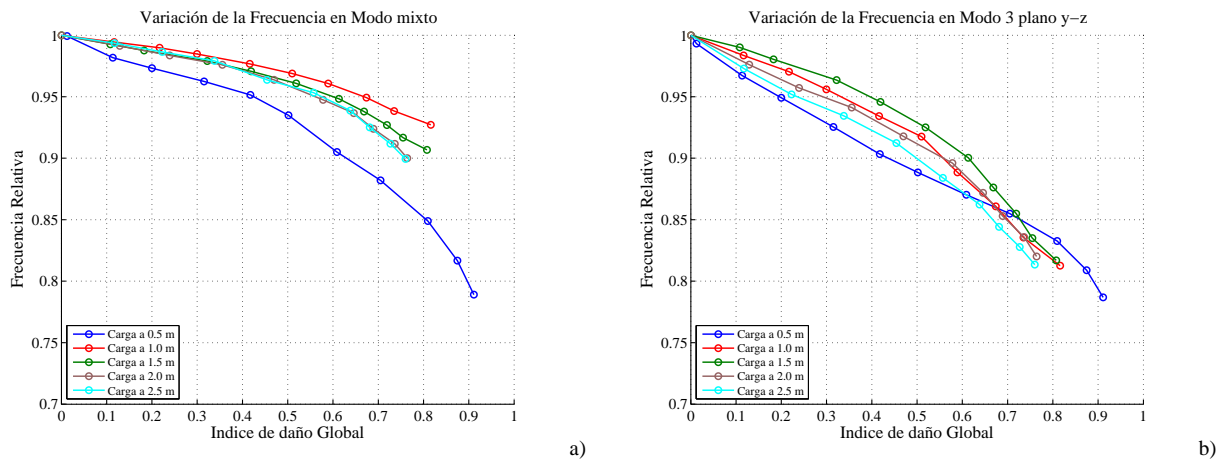 Variación de la Frecuencia en Modo mixto
1
0.95
0.9
0.85
0.8
0.75
0.7
Frecuencia Relativa
Carga a 0.5 m
Carga a 1.0 m
Carga a 1.5 m
Carga a 2.0 m
Carga a 2.5 m
0 0.1 0.2 0.3 0.4 0.5 0.6 0.7 0.8 0.9 1
Indice de daño Global
a)
Variación de la Frecuencia en Modo 3 plano y−z
1
0.95
0.9
0.85
0.8
0.75
0.7
Frecuencia Relativa
Carga a 0.5 m
Carga a 1.0 m
Carga a 1.5 m
Carga a 2.0 m
Carga a 2.5 m
0 0.1 0.2 0.3 0.4 0.5 0.6 0.7 0.8 0.9 1
Indice de daño Global
b)